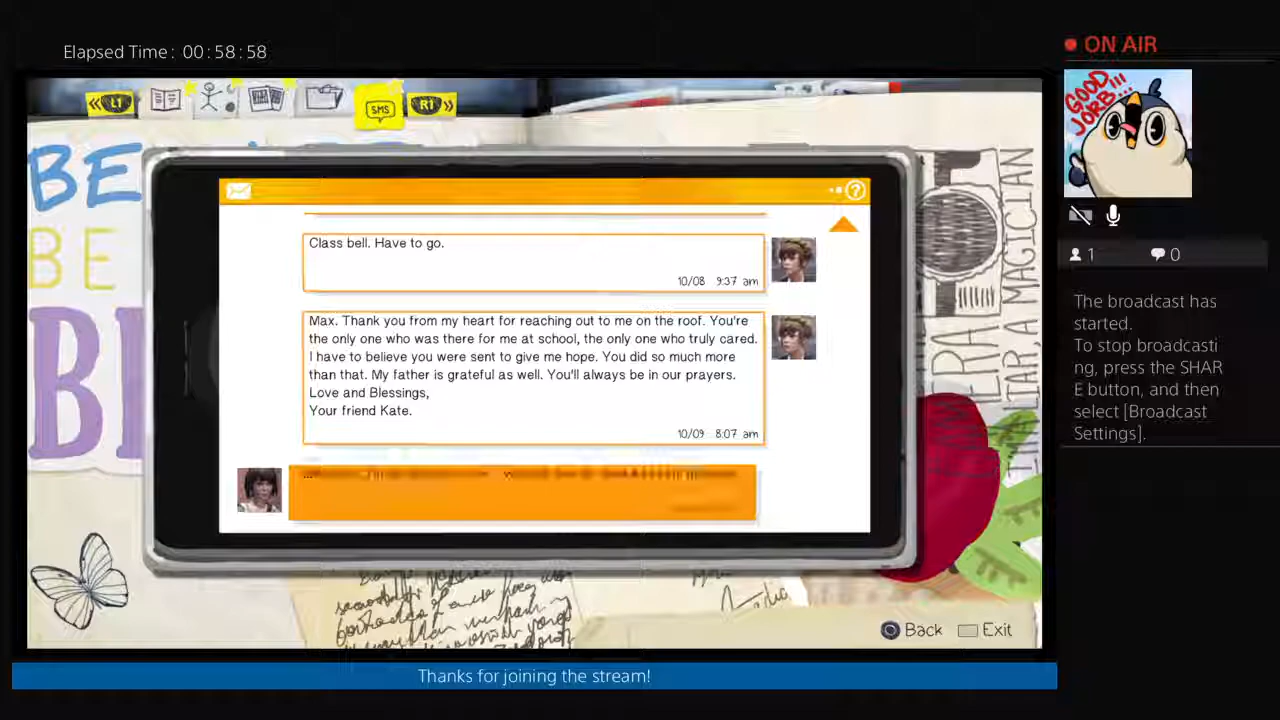 Elapsed Time: 00:58:58
ON AIR
GOOD JORB!!!...
L1
SMS
R1
BE
BE
?
Class bell. Have to go.
10/08 9:37 am
Max. Thank you from my heart for reaching out to me on the roof. You're
the only one who was there for me at school, the only one who truly cared.
I have to believe you were sent to give me hope. You did so much more
than that. My father is grateful as well. You'll always be in our prayers.
Love and Blessings,
Your friend Kate.
10/09 8:07 am
MAGICIAN
LIAR, A
ERA
Back
Exit
1
0
The broadcast has
started.
To stop broadcasti
ng, press the SHAR
E button, and then
select [Broadcast
Settings].
Thanks for joining the stream!